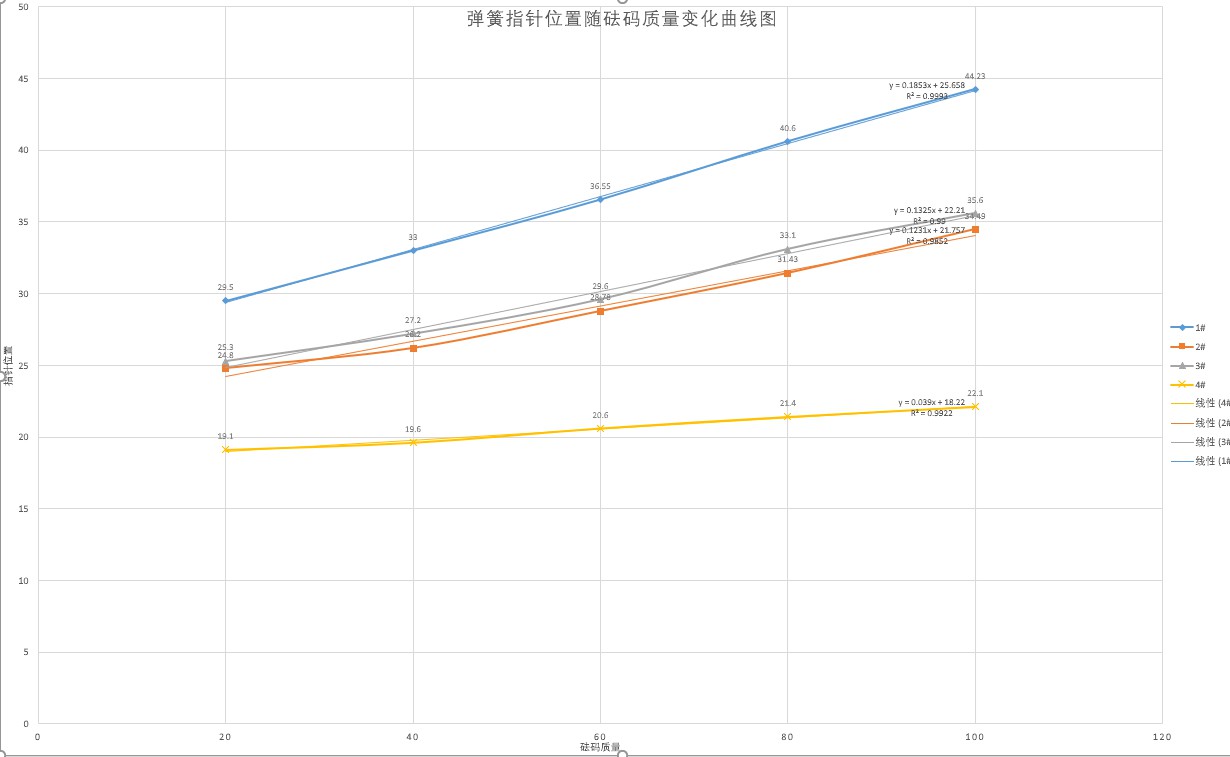 弹簧指针位置随砝码质量变化曲线图
50
45
40
35
30
25
20
15
10
5
0
指针位置
0
20
40
60
80
100
120
砝码质量
29.5
33
36.55
40.6
44.23
y = 0.1853x + 25.658
R² = 0.9993
25.3
27.2
29.6
33.1
35.6
y = 0.1325x + 22.21
R² = 0.99
24.8
26.2
28.78
31.43
34.49
y = 0.1231x + 21.757
R² = 0.9852
19.1
19.6
20.6
21.4
22.1
y = 0.039x + 18.22
R² = 0.9922
1#
2#
3#
4#
线性 (4#
线性 (2#
线性 (3#
线性 (1#